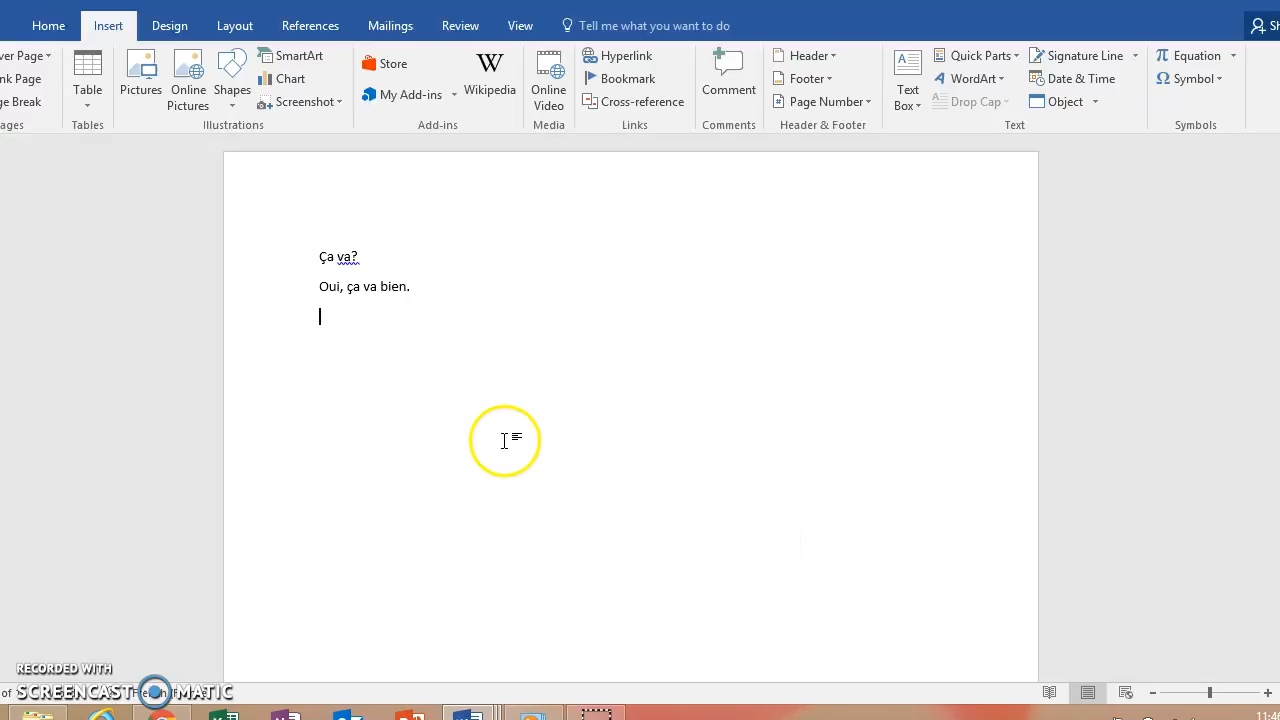 Home Insert Design Layout References Mailings Review View Tell me what you want to do
Table
Tables
Pictures
Online Pictures
Shapes
SmartArt
Chart
Screenshot
Illustrations
Store
My Add-ins
W
Wikipedia
Add-ins
Online Video
Media
Hyperlink
Bookmark
Cross-reference
Links
Comment
Comments
Header
Footer
Page Number
Header & Footer
Text Box
Quick Parts
WordArt
Drop Cap
Signature Line
Date & Time
Object
Text
π Equation
Ω Symbol
Symbols
Ça va?
Oui, ça va bien.
RECORDED WITH
SCREENCAST MATIC